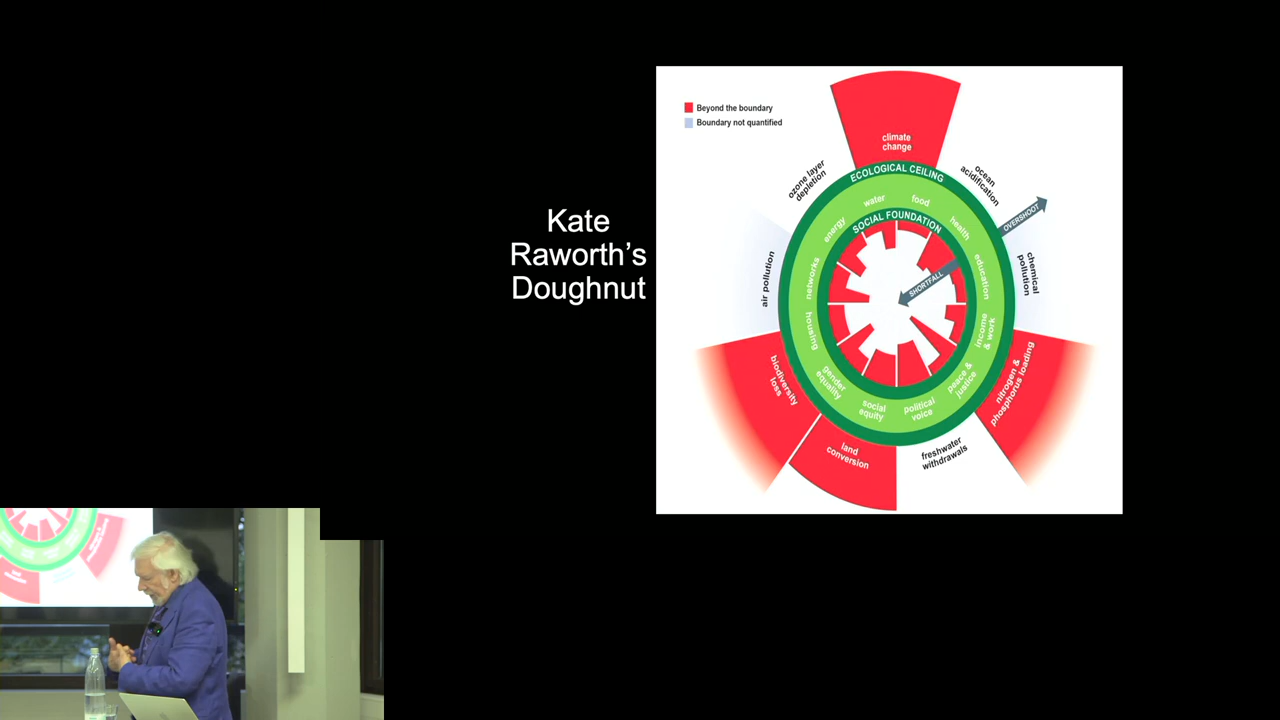 Kate
Raworth’s
Doughnut
Beyond the boundary
Boundary not quantified
climate
change
ozone layer
depletion
ocean
acidification
ECOLOGICAL CEILING
OVERSHOOT
water
food
energy
health
SOCIAL FOUNDATION
SHORTFALL
air pollution
networks
education
chemical
pollution
housing
income
& work
biodiversity
loss
gender
equality
social
equity
political
voice
peace &
justice
nitrogen &
phosphorus loading
land
conversion
freshwater
withdrawals